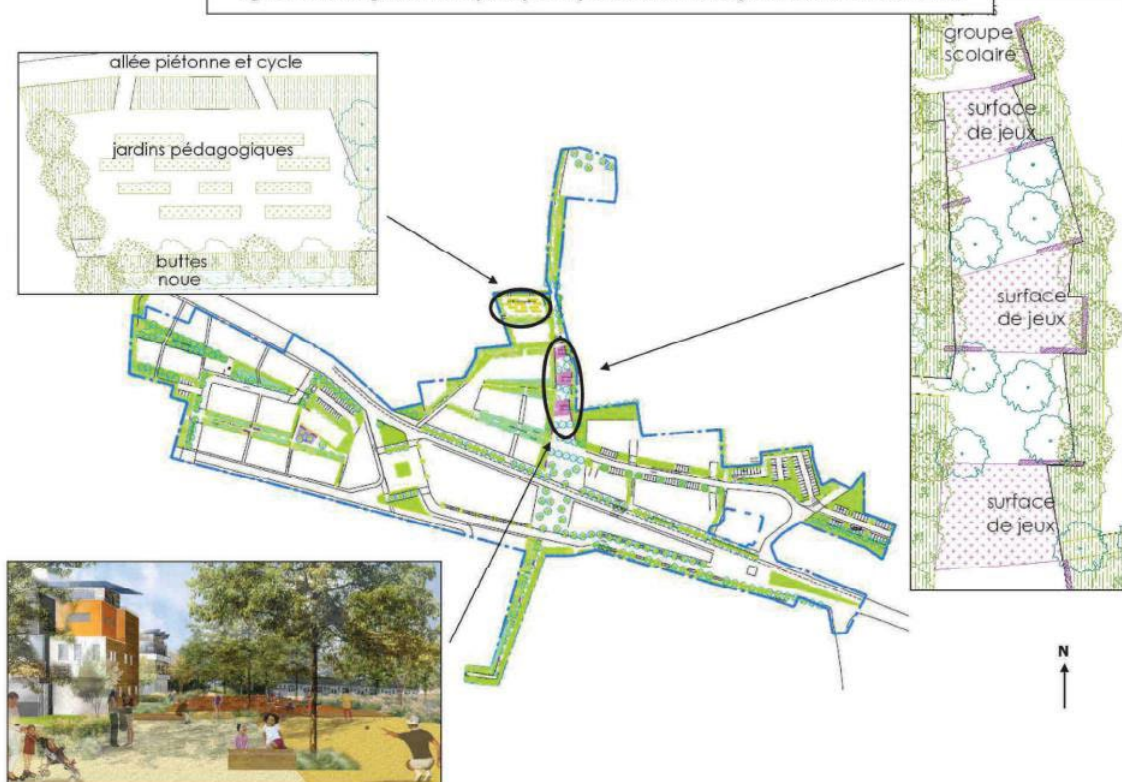 allée piétonne et cycle
jardins pédagogiques
buttes
noue
groupe
scolaire
surface
de jeux
surface
de jeux
surface
de jeux
N